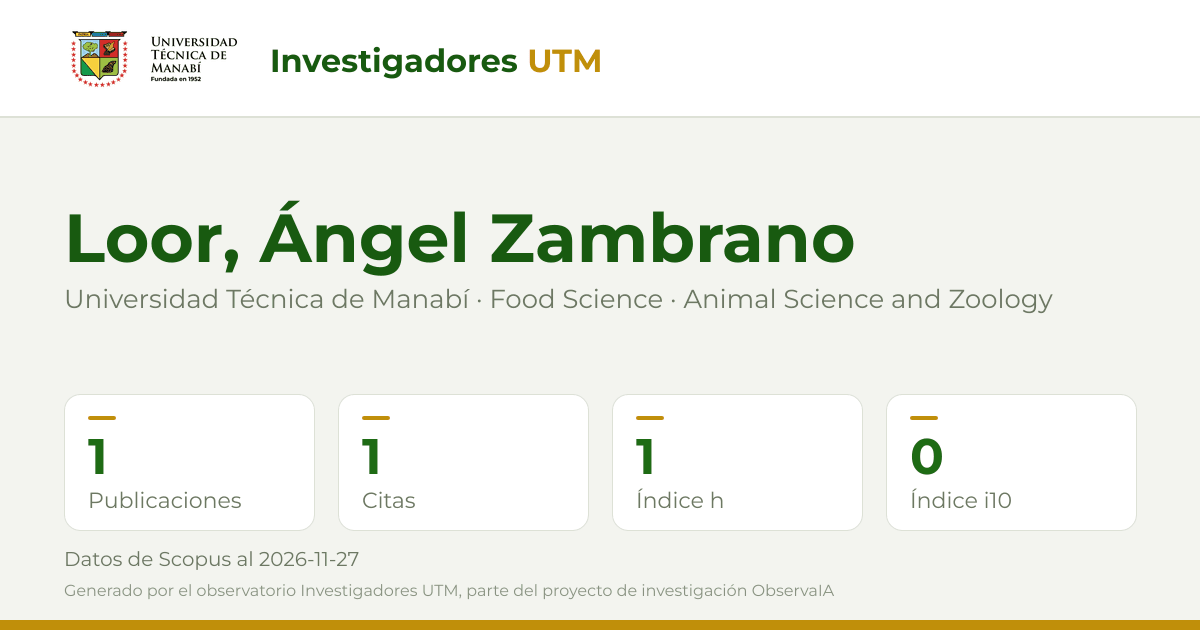 UNIVERSIDAD
TÉCNICA DE
MANABÍ
Fundada en 1952
Investigadores UTM
Loor, Ángel Zambrano
Universidad Técnica de Manabí · Food Science · Animal Science and Zoology
1
Publicaciones
1
Citas
1
Índice h
0
Índice i10
Datos de Scopus al 2026-11-27
Generado por el observatorio Investigadores UTM, parte del proyecto de investigación ObservaIA